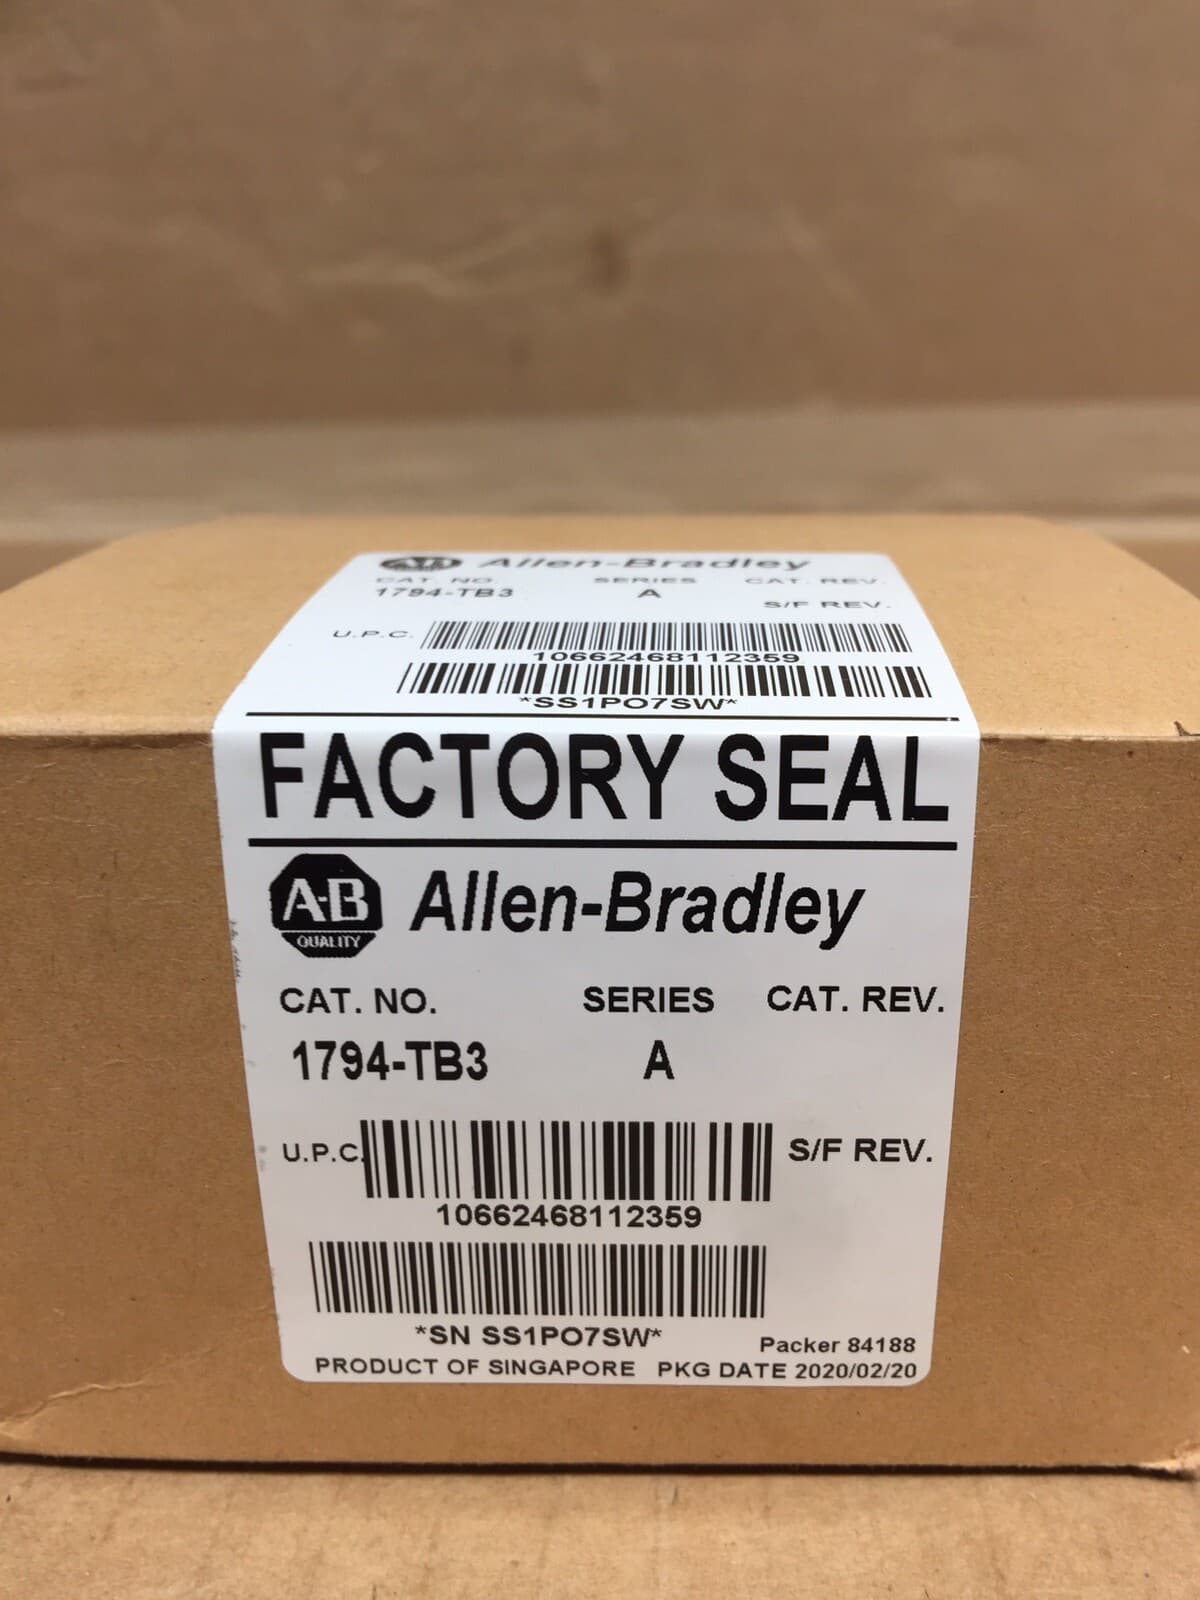 Allen-Bradley
CAT. NO. SERIES CAT. REV.
1794-TB3 A
S/F REV.
U.P.C.
10662468112359
*SS1PO7SW*
FACTORY SEAL
A-B Allen-Bradley
QUALITY
CAT. NO. SERIES CAT. REV.
1794-TB3 A
U.P.C. S/F REV.
10662468112359
*SN SS1PO7SW*
Packer 84188
PRODUCT OF SINGAPORE PKG DATE 2020/02/20